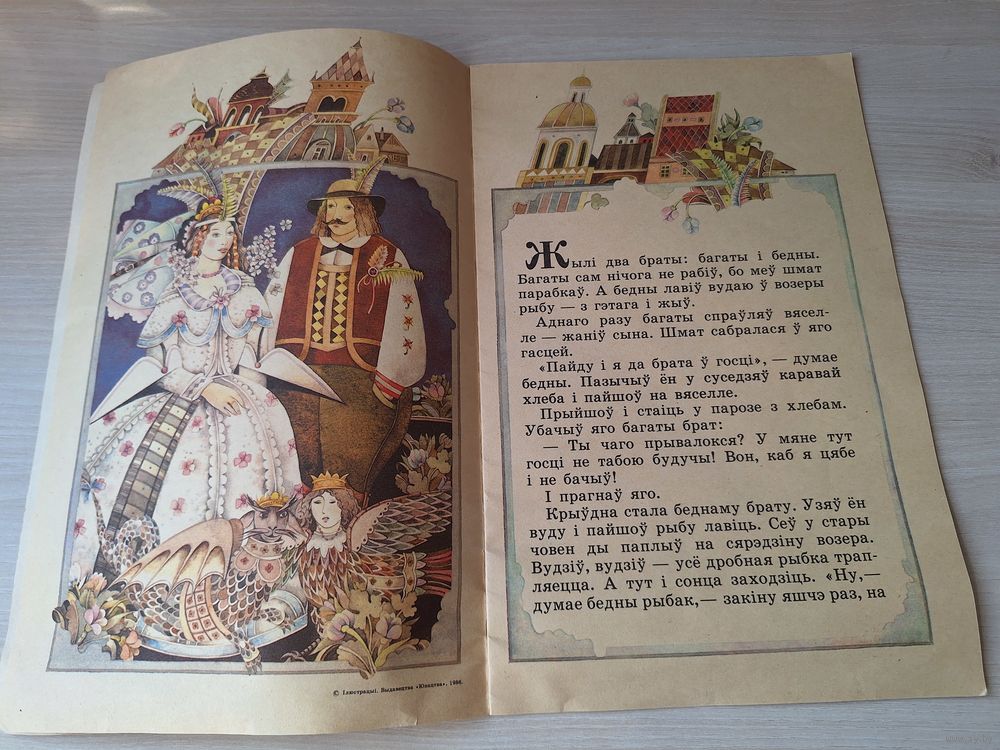 © Ілюстрацыі. Выдавецтва «Юнацтва», 1986.
Жылі два браты: багаты і бедны.
Багаты сам нічога не рабіў, бо меў шмат
парабкаў. А бедны лавіў вудаю ў возеры
рыбу — з гэтага і жыў.
Аднаго разу багаты спраўляў вясел-
ле — жаніў сына. Шмат сабралася ў яго
гасцей.
«Пайду і я да брата ў госці», — думае
бедны. Пазычыў ён у суседзяў каравай
хлеба і пайшоў на вяселле.
Прыйшоў і стаіць у парозе з хлебам.
Убачыў яго багаты брат:
— Ты чаго прывалокся? У мяне тут
госці не табою будучы! Вон, каб я цябе
і не бачыў!
І прагнаў яго.
Крыўдна стала беднаму брату. Узяў ён
вуду і пайшоў рыбу лавіць. Сеў у стары
човен ды паплыў на сярэдзіну возера.
Вудзіў, вудзіў — усё дробная рыбка трап-
ляецца. А тут і сонца заходзіць. «Ну,—
думае бедны рыбак,— закіну яшчэ раз, на